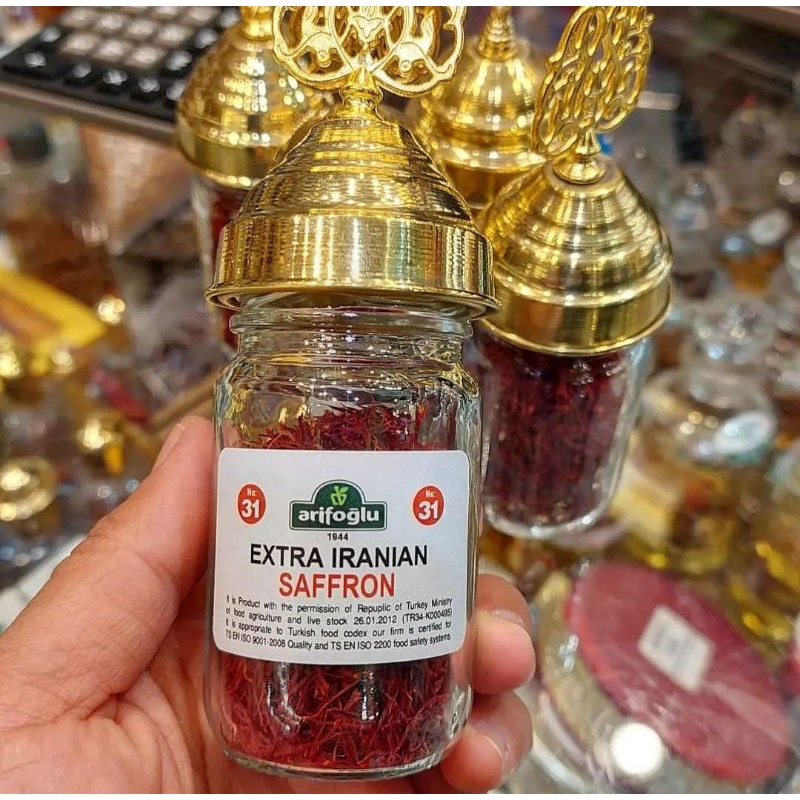 No:
31
arifoğlu
No:
31
1944
EXTRA IRANIAN
SAFFRON
It is Product with the permission of Repuplic of Turkey Ministry
of food agriculture and live stock 26.01.2012 (TR34-K000495)
It is appropriate to Turkish food codex our firm is certified for
TS EN ISO 9001-2008 Quality and TS EN ISO 2200 food safety systems.